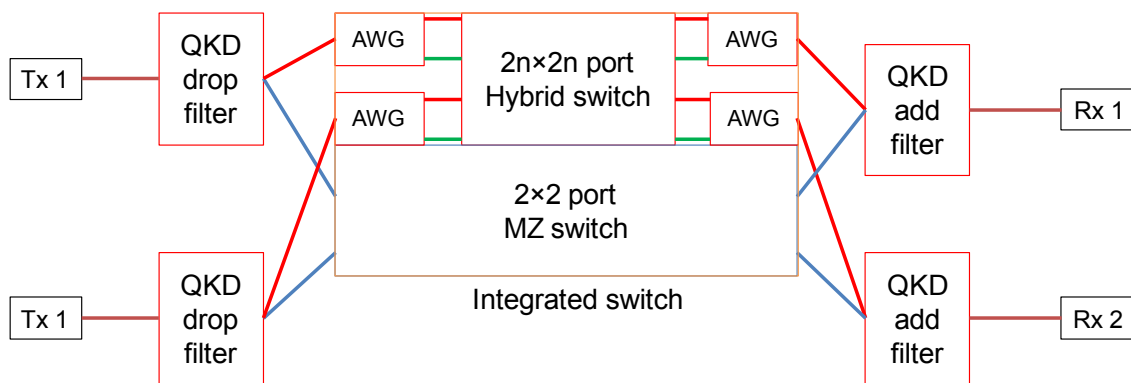 Tx 1
QKD
drop
filter
AWG
AWG
2n×2n port
Hybrid switch
AWG
AWG
QKD
add
filter
Rx 1
2×2 port
MZ switch
Integrated switch
Tx 1
QKD
drop
filter
QKD
add
filter
Rx 2